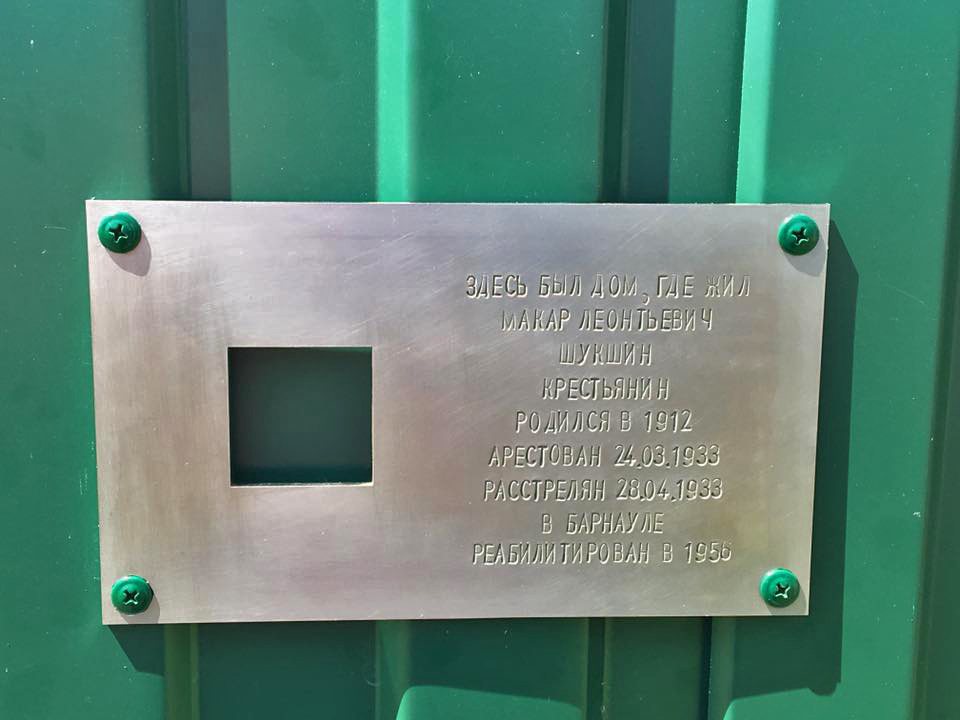 ЗДЕСЬ БЫЛ ДОМ, ГДЕ ЖИЛ
МАКАР ЛЕОНТЬЕВИЧ
ШУКШИН
КРЕСТЬЯНИН
РОДИЛСЯ В 1912
АРЕСТОВАН 24.03.1933
РАССТРЕЛЯН 28.04.1933
В БАРНАУЛЕ
РЕАБИЛИТИРОВАН В 1956